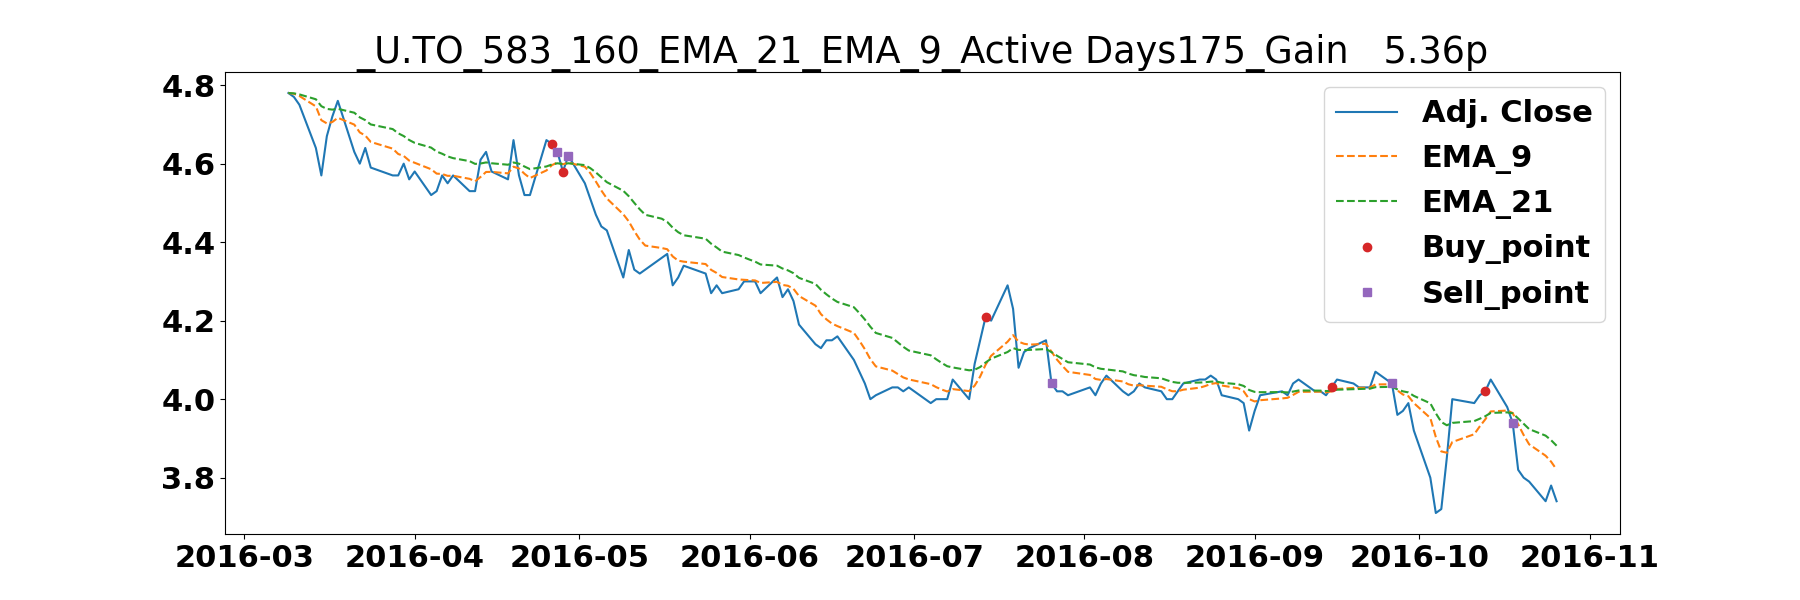 _U.TO_583_160_EMA_21_EMA_9_Active Days175_Gain   5.36p
4.8
4.6
4.4
4.2
4.0
3.8
Adj. Close
EMA_9
EMA_21
Buy_point
Sell_point
2016-03 2016-04 2016-05 2016-06 2016-07 2016-08 2016-09 2016-10 2016-11